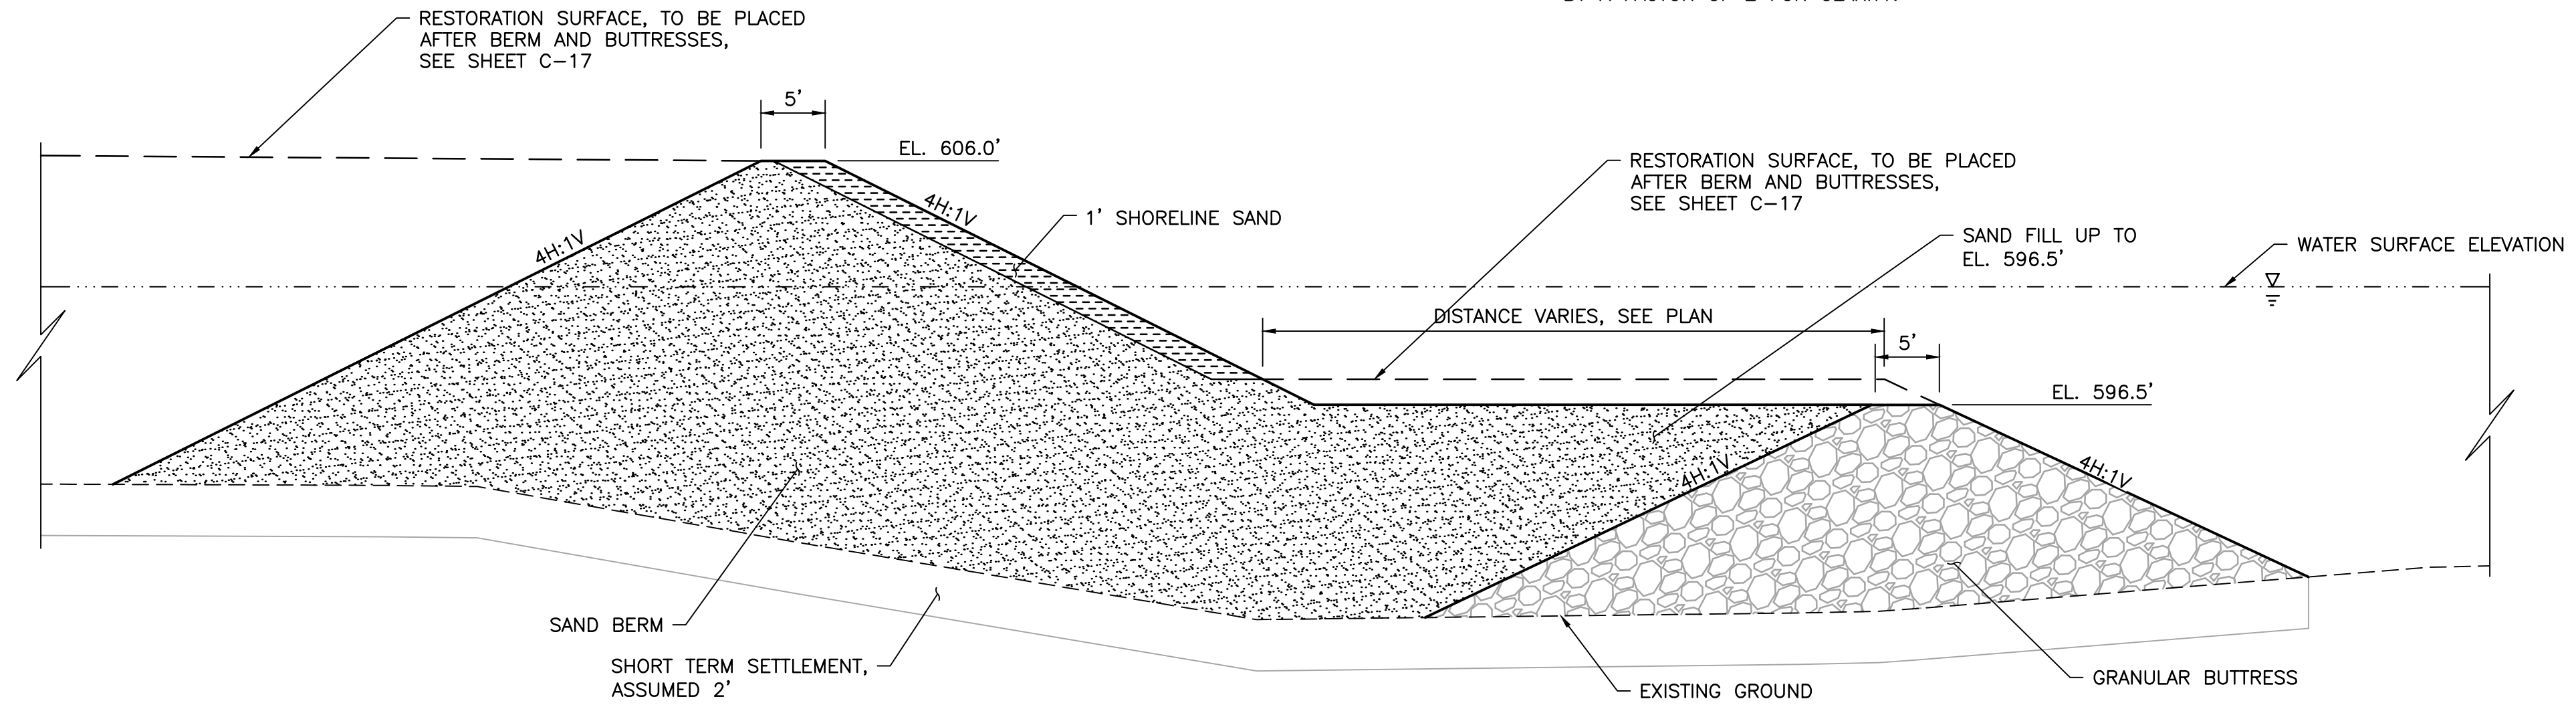 RESTORATION SURFACE, TO BE PLACED
AFTER BERM AND BUTTRESSES,
SEE SHEET C-17
5'
EL. 606.0'
4H:1V
4H:1V
1' SHORELINE SAND
RESTORATION SURFACE, TO BE PLACED
AFTER BERM AND BUTTRESSES,
SEE SHEET C-17
SAND FILL UP TO
EL. 596.5'
WATER SURFACE ELEVATION
DISTANCE VARIES, SEE PLAN
5'
EL. 596.5'
4H:1V
4H:1V
SAND BERM
SHORT TERM SETTLEMENT,
ASSUMED 2'
EXISTING GROUND
GRANULAR BUTTRESS